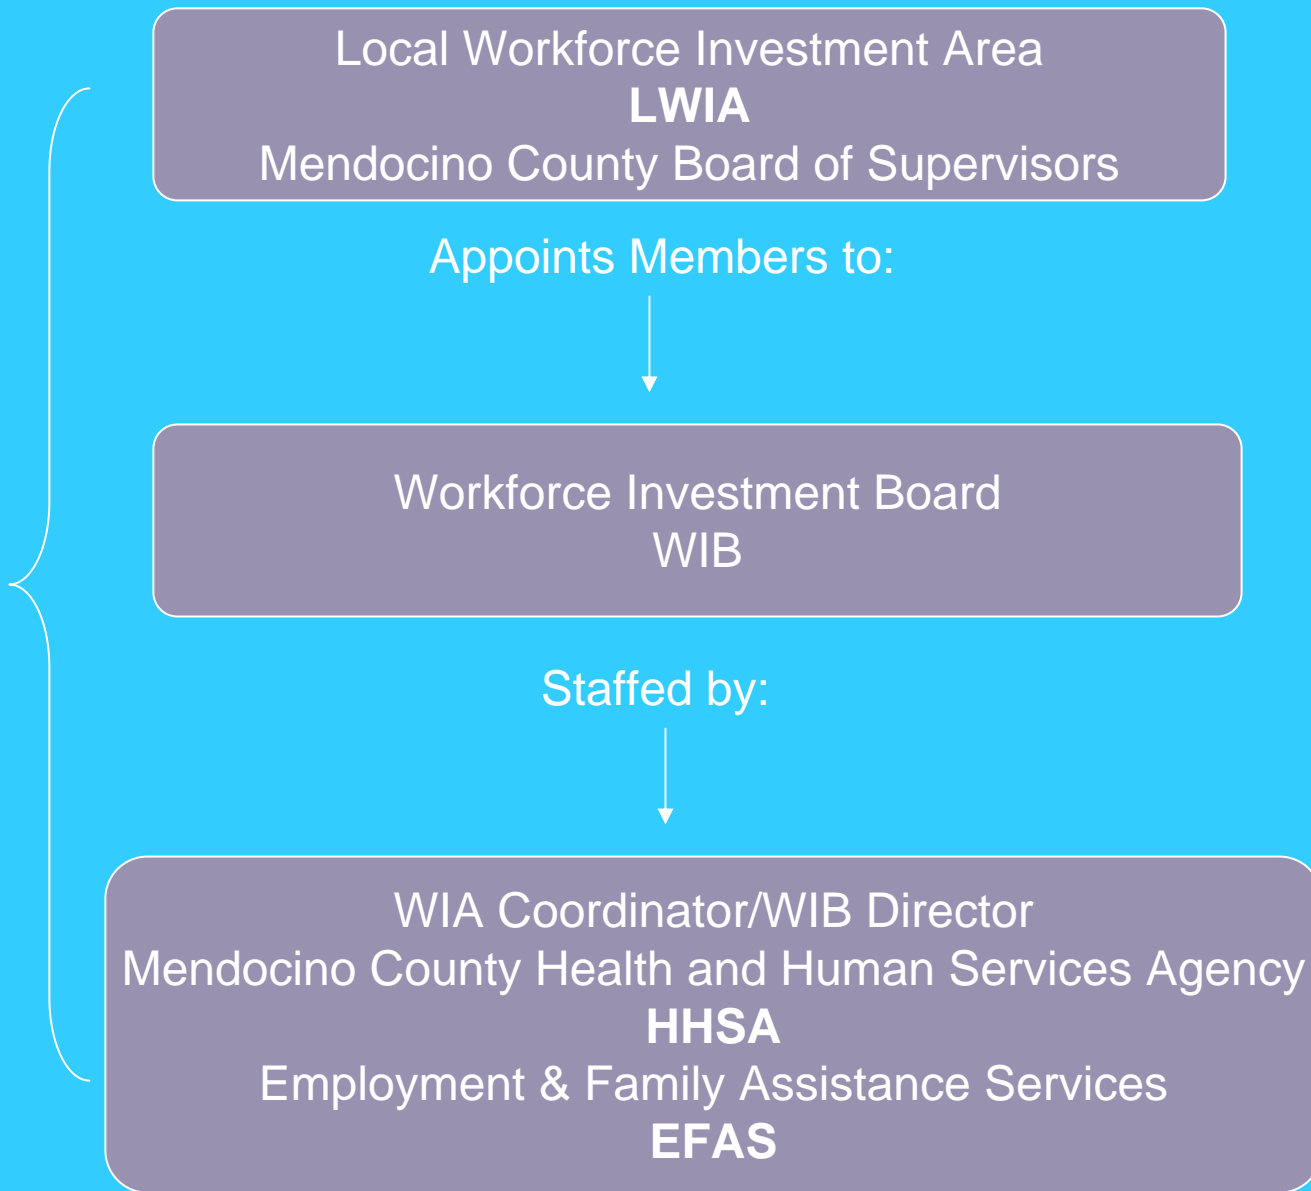 Local Workforce Investment Area
LWIA
Mendocino County Board of Supervisors
Appoints Members to:
Workforce Investment Board
WIB
Staffed by:
WIA Coordinator/WIB Director
Mendocino County Health and Human Services Agency
HHSA
Employment & Family Assistance Services
EFAS